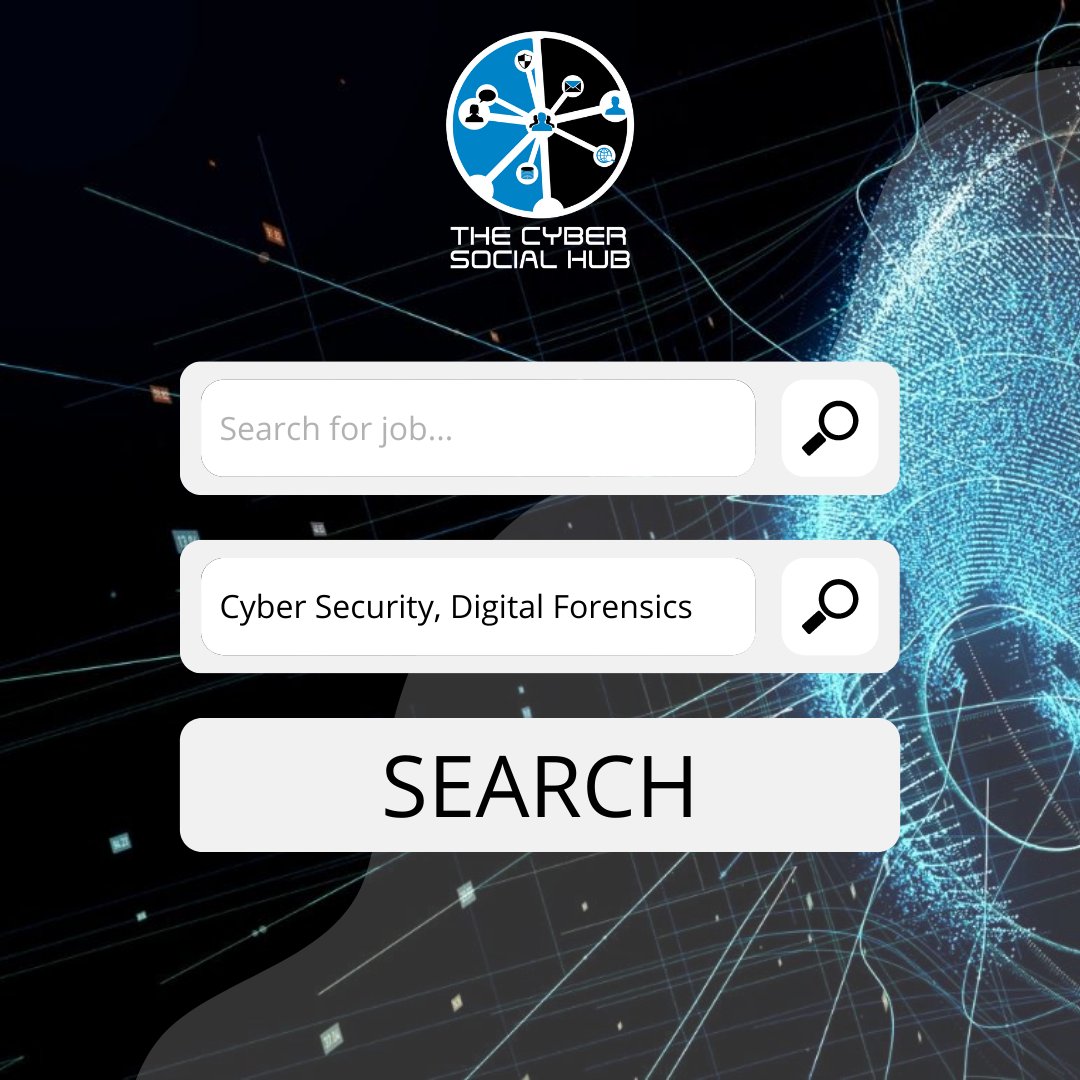 THE CYBER
SOCIAL HUB
Search for job...
Cyber Security, Digital Forensics
SEARCH